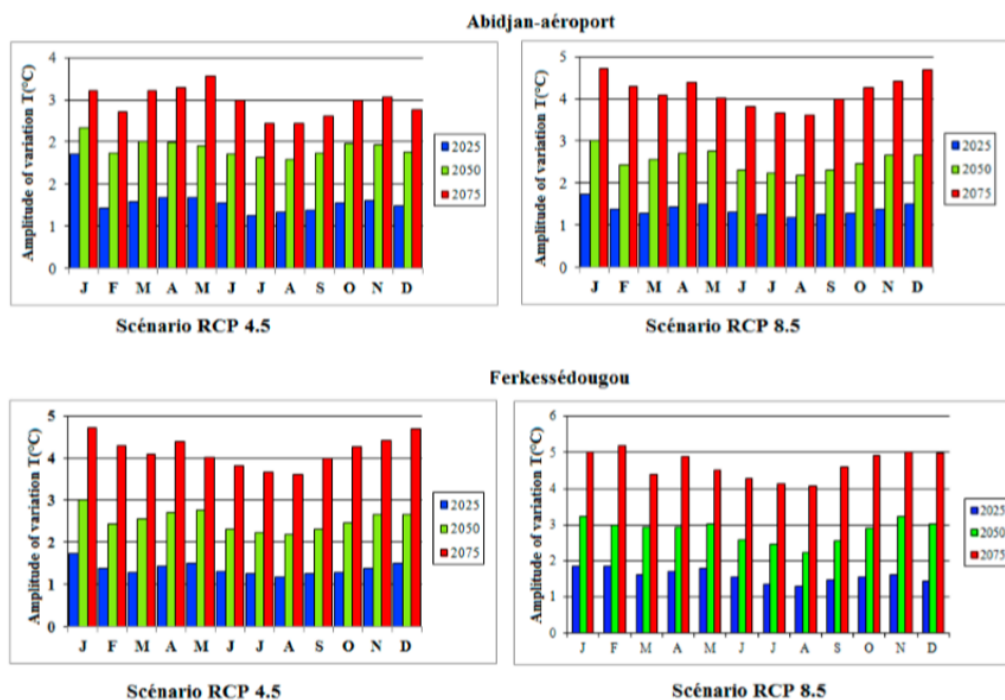 Abidjan-aéroport
Amplitude of variation T(°C)
4
3
2
2
1
0
J F M A M J J A S O N D
2025
2050
2075
Scénario RCP 4.5
Amplitude of variation T(°C)
5
4
3
2
1
0
J F M A M J J A S O N D
2025
2050
2075
Scénario RCP 8.5
Ferkessédougou
Amplitude of variation T(°C)
5
4
3
2
1
0
J F M A M J J A S O N D
2025
2050
2075
Scénario RCP 4.5
Amplitude of variation T(°C)
6
5
4
3
2
1
0
J F M A M J J A S O N D
2025
2050
2075
Scénario RCP 8.5